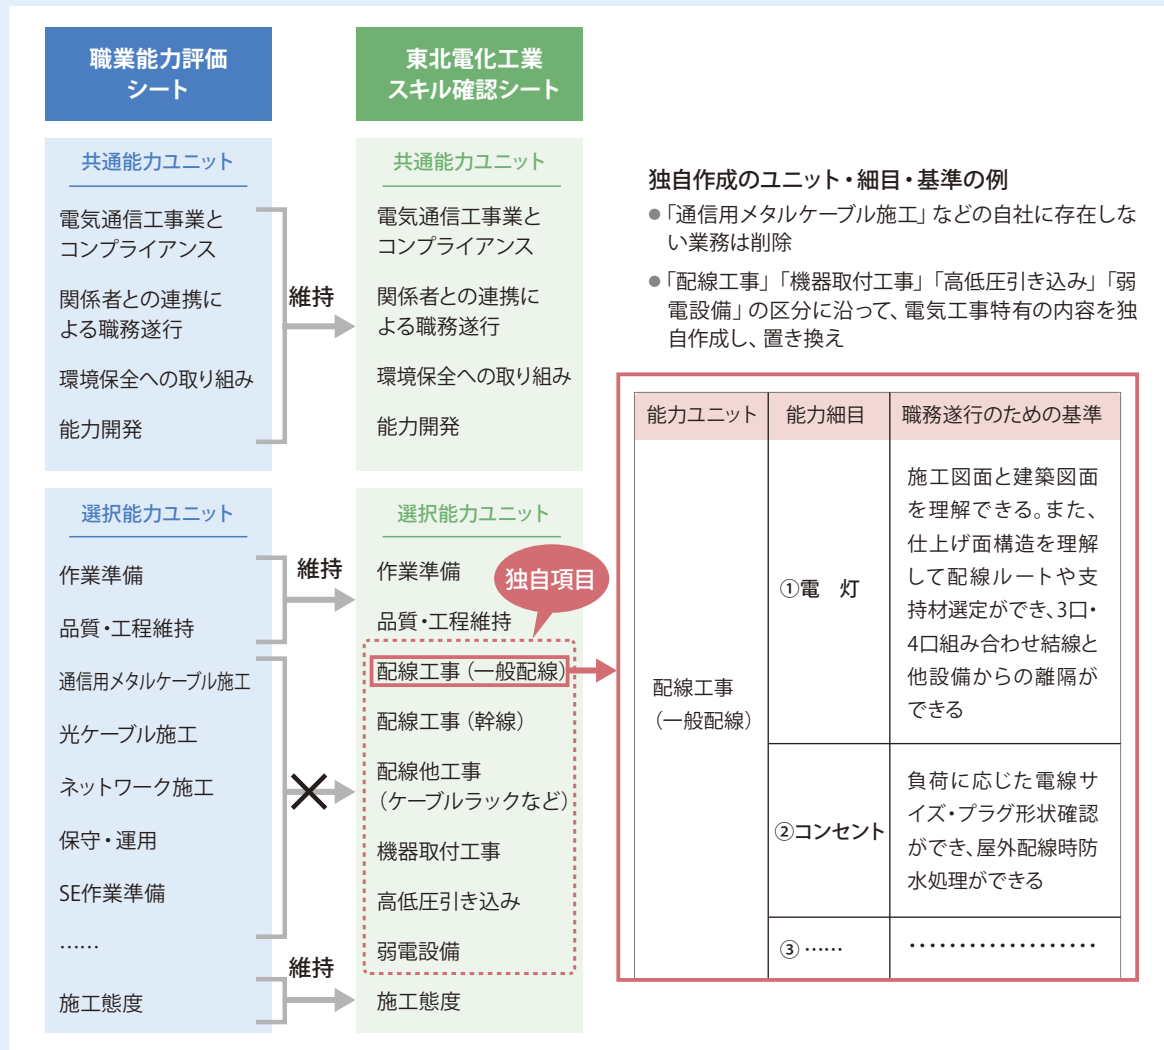 職業能力評価
シート
共通能力ユニット
電気通信工事業と
コンプライアンス
関係者との連携に
よる職務遂行
環境保全への取り組み
能力開発
維持
東北電化工業
スキル確認シート
共通能力ユニット
電気通信工事業と
コンプライアンス
関係者との連携に
よる職務遂行
環境保全への取り組み
能力開発
選択能力ユニット
作業準備
品質・工程維持
通信用メタルケーブル施工
光ケーブル施工
ネットワーク施工
保守・運用
SE作業準備
……
施工態度
維持
維持
選択能力ユニット
作業準備
品質・工程維持
独自項目
配線工事（一般配線）
配線工事（幹線）
配線他工事
（ケーブルラックなど）
機器取付工事
高低圧引き込み
弱電設備
施工態度
独自作成のユニット・細目・基準の例
●「通信用メタルケーブル施工」などの自社に存在しな
い業務は削除
●「配線工事」「機器取付工事」「高低圧引き込み」「弱
電設備」の区分に沿って、電気工事特有の内容を独
自作成し、置き換え
能力ユニット
能力細目
職務遂行のための基準
配線工事
（一般配線）
①電　灯
施工図面と建築図面
を理解できる。また、
仕上げ面構造を理解
して配線ルートや支
持材選定ができ、3口・
4口組み合わせ結線と
他設備からの離隔が
できる
②コンセント
負荷に応じた電線サ
イズ・プラグ形状確認
ができ、屋外配線時防
水処理ができる
③……
・・・・・・・・・・・・・・・・・・・